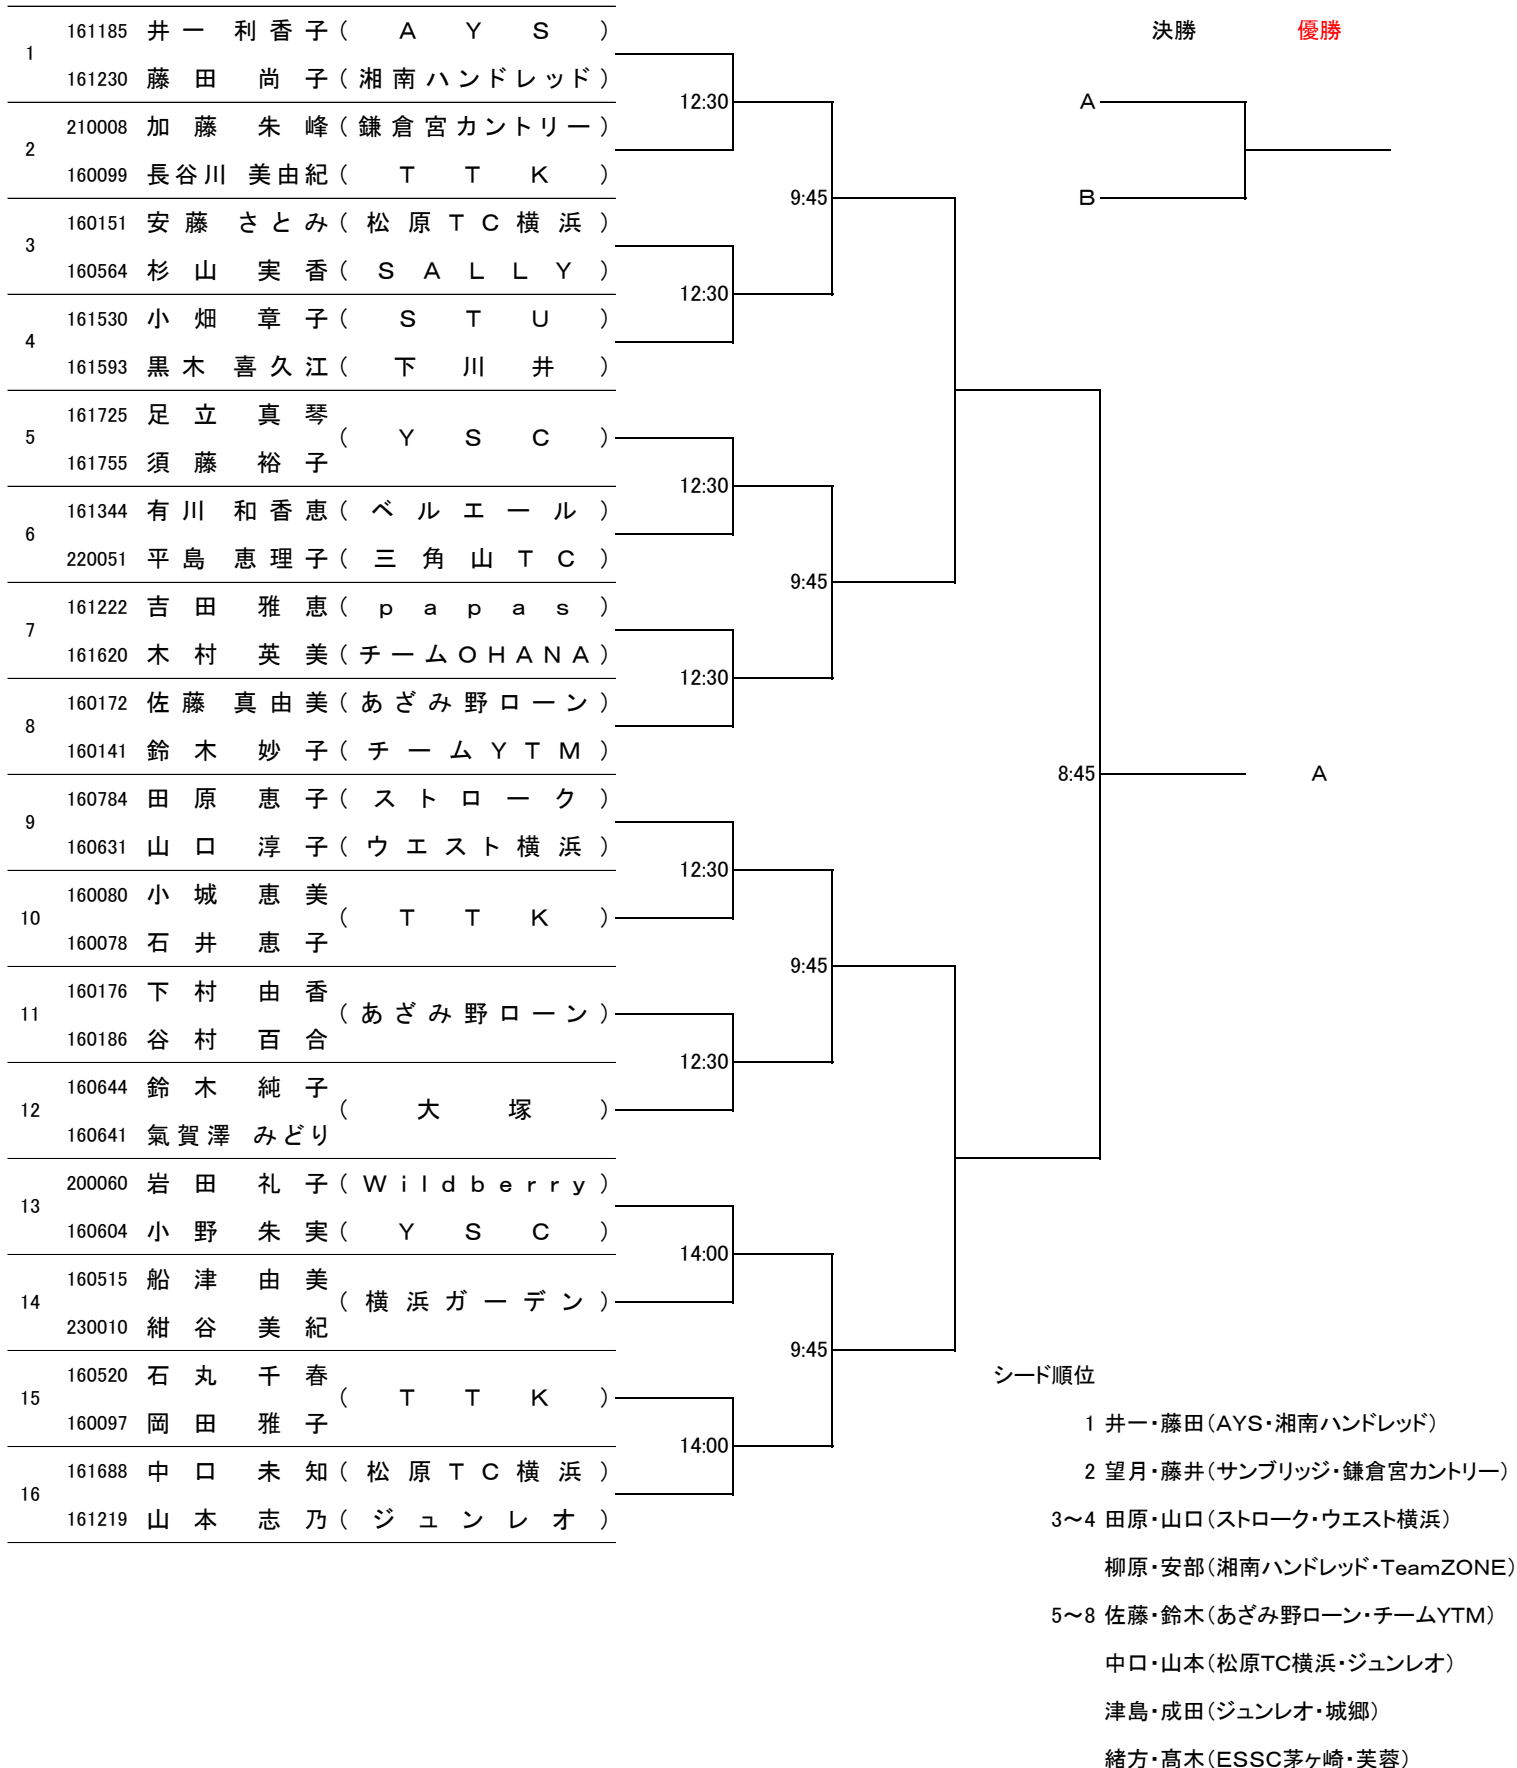 決勝 優勝
1
161185 井一 利香子 (AYS)
161230 藤田 尚子 (湘南ハンドレッド)
12:30
A
2
210008 加藤 朱峰 (鎌倉宮カントリー)
160099 長谷川 美由紀 (TTK)
9:45
B
3
160151 安藤 さとみ (松原TC横浜)
160564 杉山 実香 (SALLY)
12:30
4
161530 小畑 章子 (STU)
161593 黒木 喜久江 (下川井)
5
161725 足立 真琴
(YSC)
161755 須藤 裕子
12:30
6
161344 有川 和香恵 (ベルエール)
220051 平島 恵理子 (三角山TC)
9:45
7
161222 吉田 雅恵 (papas)
161620 木村 英美 (チームOHANA)
12:30
8
160172 佐藤 真由美 (あざみ野ローン)
160141 鈴木 妙子 (チームYTM)
8:45
A
9
160784 田原 恵子 (ストローク)
160631 山口 淳子 (ウエスト横浜)
12:30
10
160080 小城 恵美
(TTK)
160078 石井 恵子
9:45
11
160176 下村 由香
(あざみ野ローン)
160186 谷村 百合
12:30
12
160644 鈴木 純子
(大塚)
160641 氣賀澤 みどり
13
200060 岩田 礼子 (Wildberry)
160604 小野 朱実 (YSC)
14:00
14
160515 船津 由美
(横浜ガーデン)
230010 紺谷 美紀
9:45
15
160520 石丸 千春
(TTK)
160097 岡田 雅子
14:00
16
161688 中口 未知 (松原TC横浜)
161219 山本 志乃 (ジュンレオ)
シード順位
1 井一・藤田(AYS・湘南ハンドレッド)
2 望月・藤井(サンブリッジ・鎌倉宮カントリー)
3～4 田原・山口(ストローク・ウエスト横浜)
柳原・安部(湘南ハンドレッド・TeamZONE)
5～8 佐藤・鈴木(あざみ野ローン・チームYTM)
中口・山本(松原TC横浜・ジュンレオ)
津島・成田(ジュンレオ・城郷)
緒方・髙木(ESSC茅ヶ崎・芙蓉)